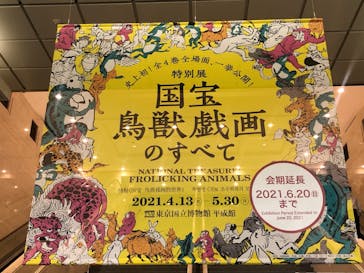 史上初!全4巻全場面、一挙公開!
特別展
国宝
鳥獣戯画
のすべて
NATIONAL TREASURE:
FROLICKING ANIMALS
2021.4.13 5.30
東京国立博物館 平成館
会期延長
2021.6.20(日)
まで
Exhibition Period Extended to
June 20, 2021